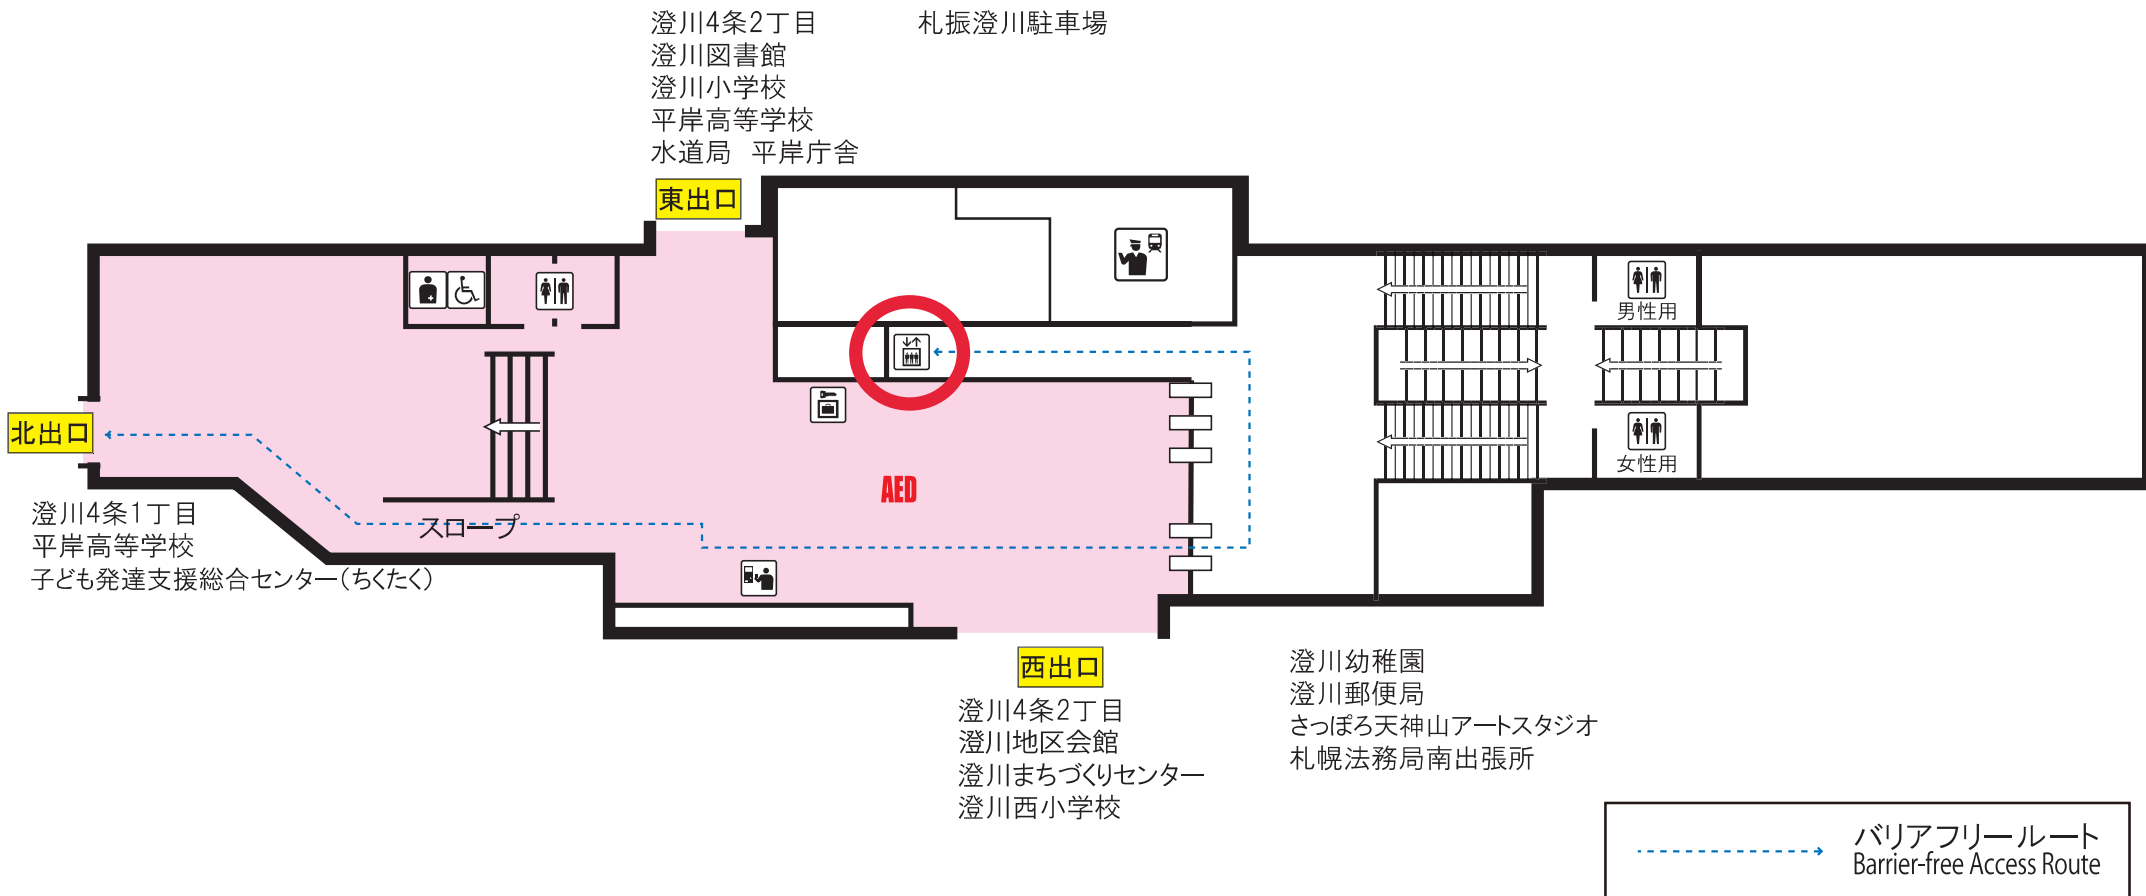 澄川4条2丁目
澄川図書館
澄川小学校
平岸高等学校
水道局 平岸庁舎
札振澄川駐車場
東出口
男性用
北出口
女性用
AED
澄川4条1丁目
平岸高等学校
子ども発達支援総合センター(ちくたく)
スロープ
西出口
澄川4条2丁目
澄川地区会館
澄川まちづくりセンター
澄川西小学校
澄川幼稚園
澄川郵便局
さっぽろ天神山アートスタジオ
札幌法務局南出張所
バリアフリールート
Barrier-free Access Route